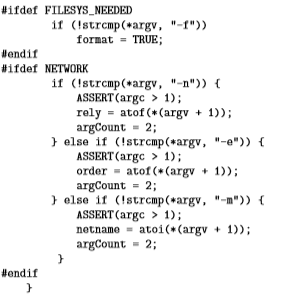 #ifdef FILESYS_NEEDED
if (!strcmp(*argv, "-f"))
format = TRUE;
#endif
#ifdef NETWORK
if (!strcmp(*argv, "-n")) {
ASSERT(argc > 1);
rely = atof(*(argv + 1));
argCount = 2;
} else if (!strcmp(*argv, "-e")) {
ASSERT(argc > 1);
order = atof(*(argv + 1));
argCount = 2;
} else if (!strcmp(*argv, "-m")) {
ASSERT(argc > 1);
netname = atoi(*(argv + 1));
argCount = 2;
}
#endif
}